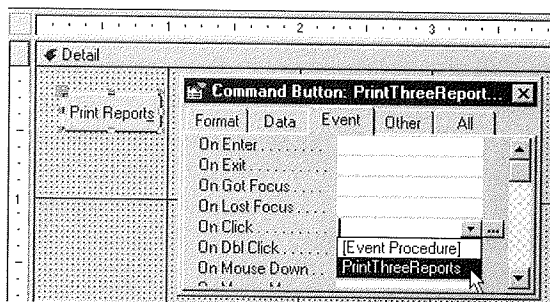 1 2 3
Detail
Print Reports
Command Button: PrintThreeReport...
Format Data Event Other All
On Enter........
On Exit........
On Got Focus....
On Lost Focus....
On Click........
On Dbl Click.....
[Event Procedure]
On Mouse Down..
PrintThreeReports
1